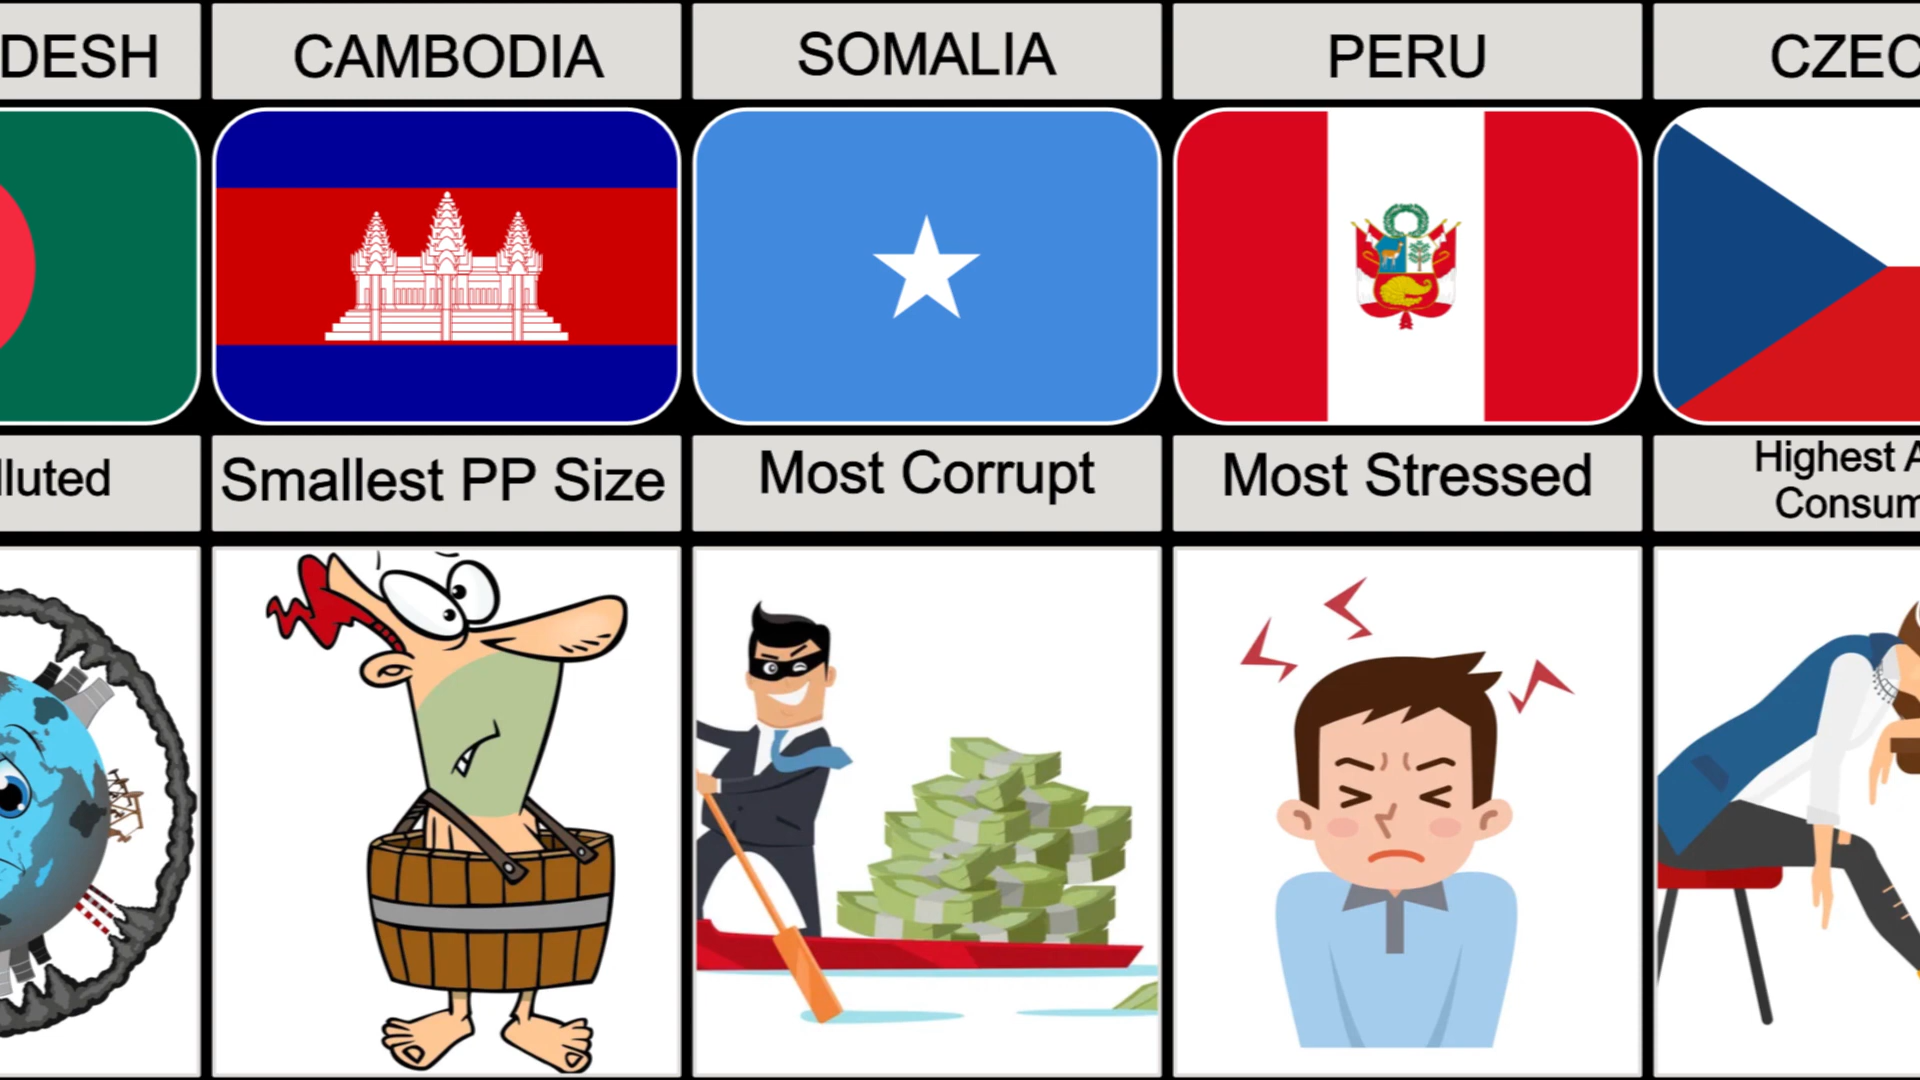 DESH
CAMBODIA
SOMALIA
PERU
CZEC
lluted
Smallest PP Size
Most Corrupt
Most Stressed
Highest A
Consum